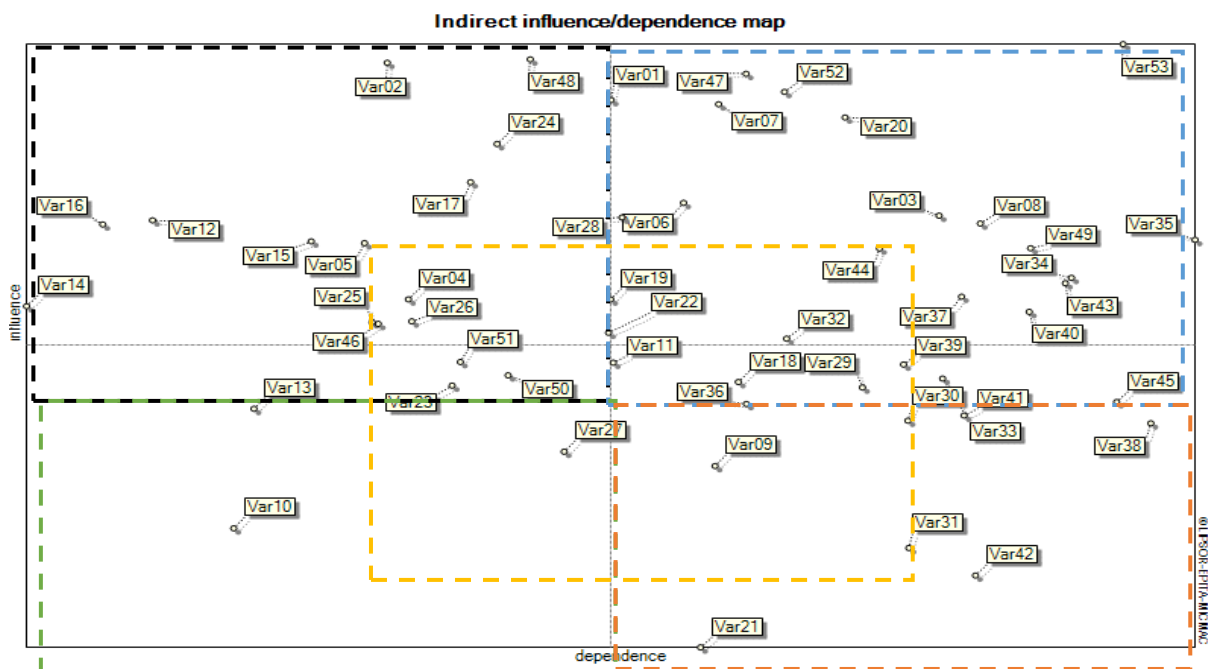 Indirect influence/dependence map
Var53
Var02
Var48
Var01
Var47
Var52
Var24
Var07
Var20
Var16
Var12
Var17
Var28
Var06
Var03
Var08
Var35
Var15
Var05
Var49
Var44
Var34
Var14
Var04
Var19
Var25
Var26
Var22
Var43
Var37
Var32
Var40
influence
Var46
Var51
Var11
Var39
Var18
Var29
Var13
Var50
Var36
Var45
Var23
Var30
Var41
Var27
Var33
Var38
Var09
Var10
Var31
Var42
Var21
dependence
©LIPSOR-EPITA-MICMAC